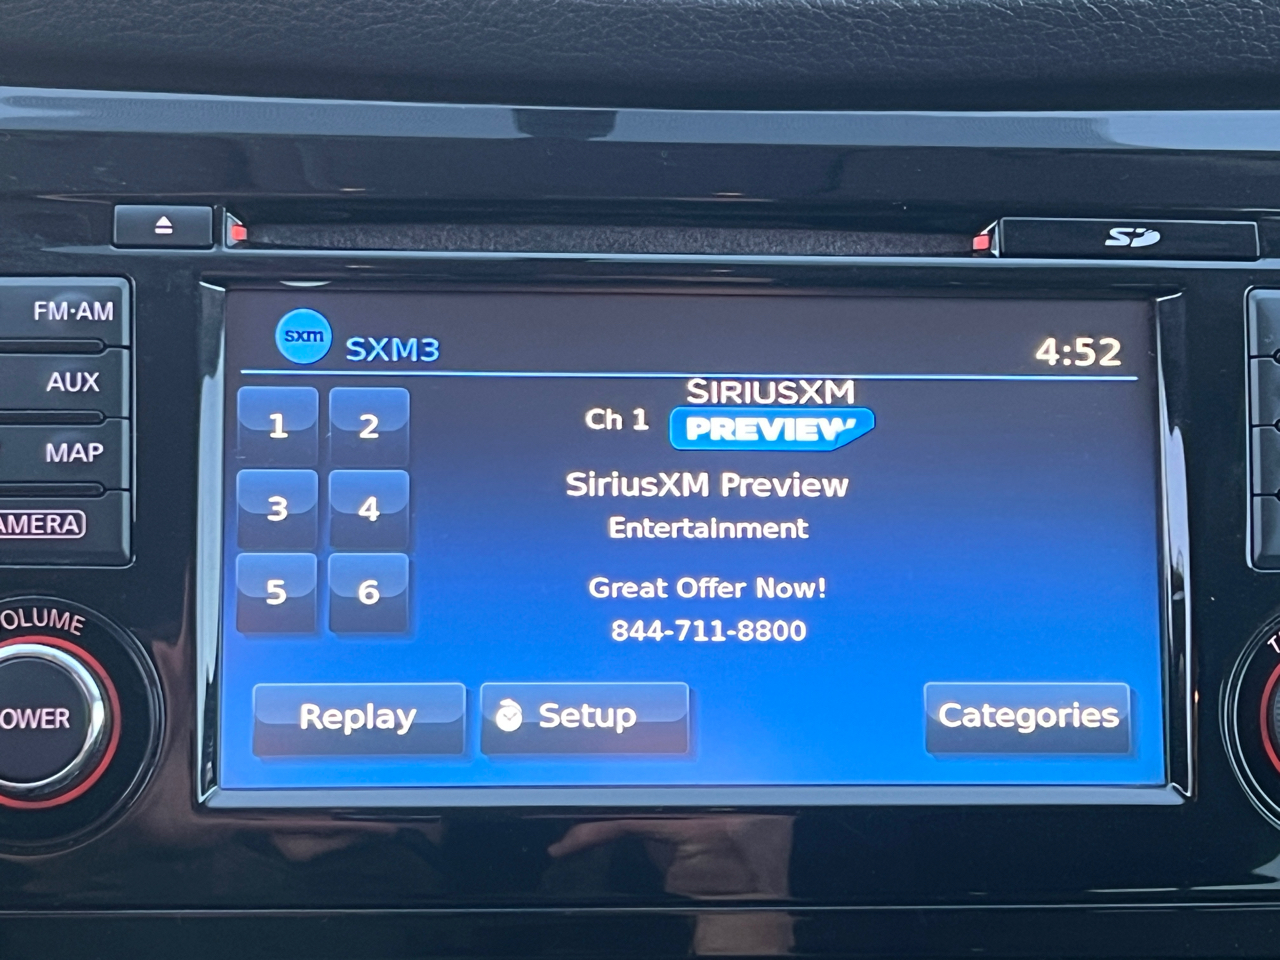 SD
FM·AM
AUX
MAP
AMERA
OLUME
OWER
sxm SXM3
4:52
1 2
3 4
5 6
SIRIUSXM
Ch 1 PREVIEW
SiriusXM Preview
Entertainment
Great Offer Now!
844-711-8800
Replay
Setup
Categories
T